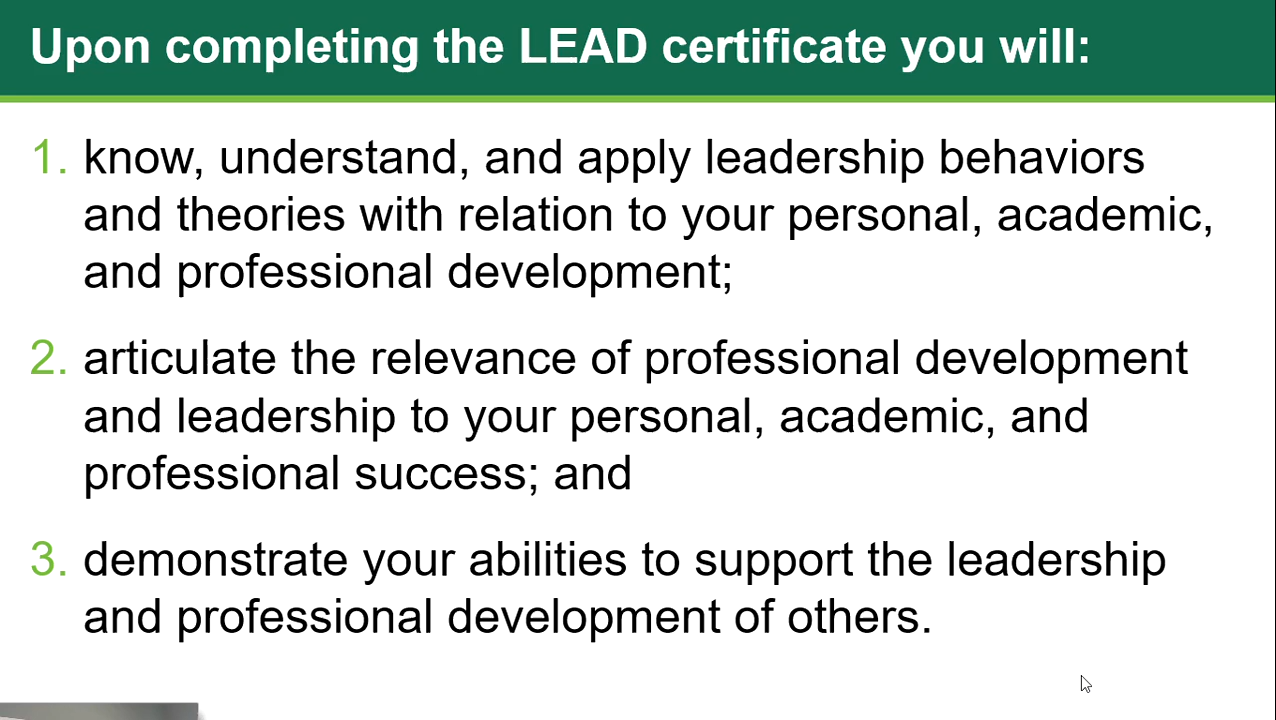 Upon completing the LEAD certificate you will:
1. know, understand, and apply leadership behaviors
and theories with relation to your personal, academic,
and professional development;
2. articulate the relevance of professional development
and leadership to your personal, academic, and
professional success; and
3. demonstrate your abilities to support the leadership
and professional development of others.